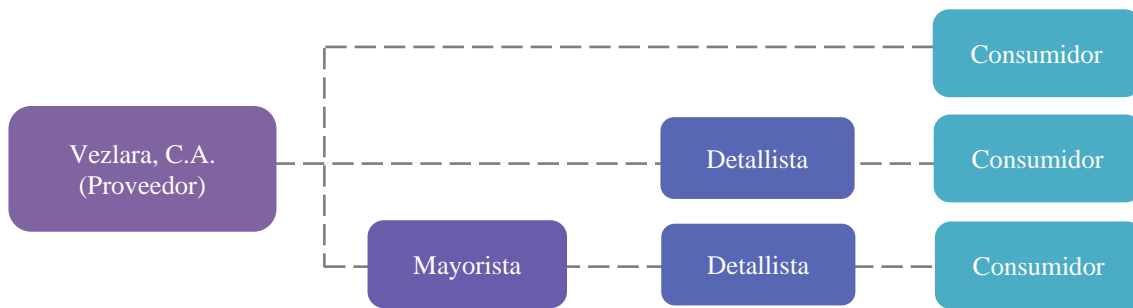 Consumidor
Vezlara, C.A.
(Proveedor)
Detallista
Consumidor
Mayorista
Detallista
Consumidor